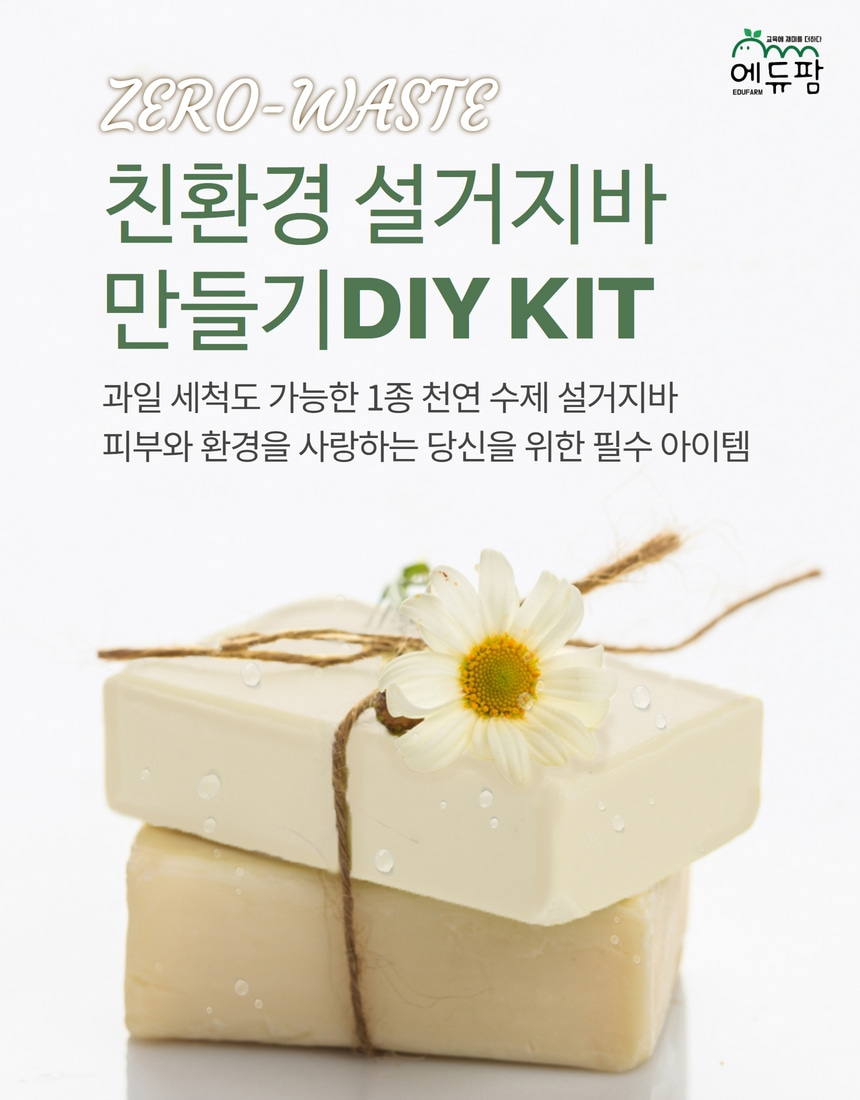 교육에 재미를 더하다
에듀팜
EDUFARM
ZERO-WASTE
친환경 설거지바
만들기DIY KIT
과일 세척도 가능한 1종 천연 수제 설거지바
피부와 환경을 사랑하는 당신을 위한 필수 아이템